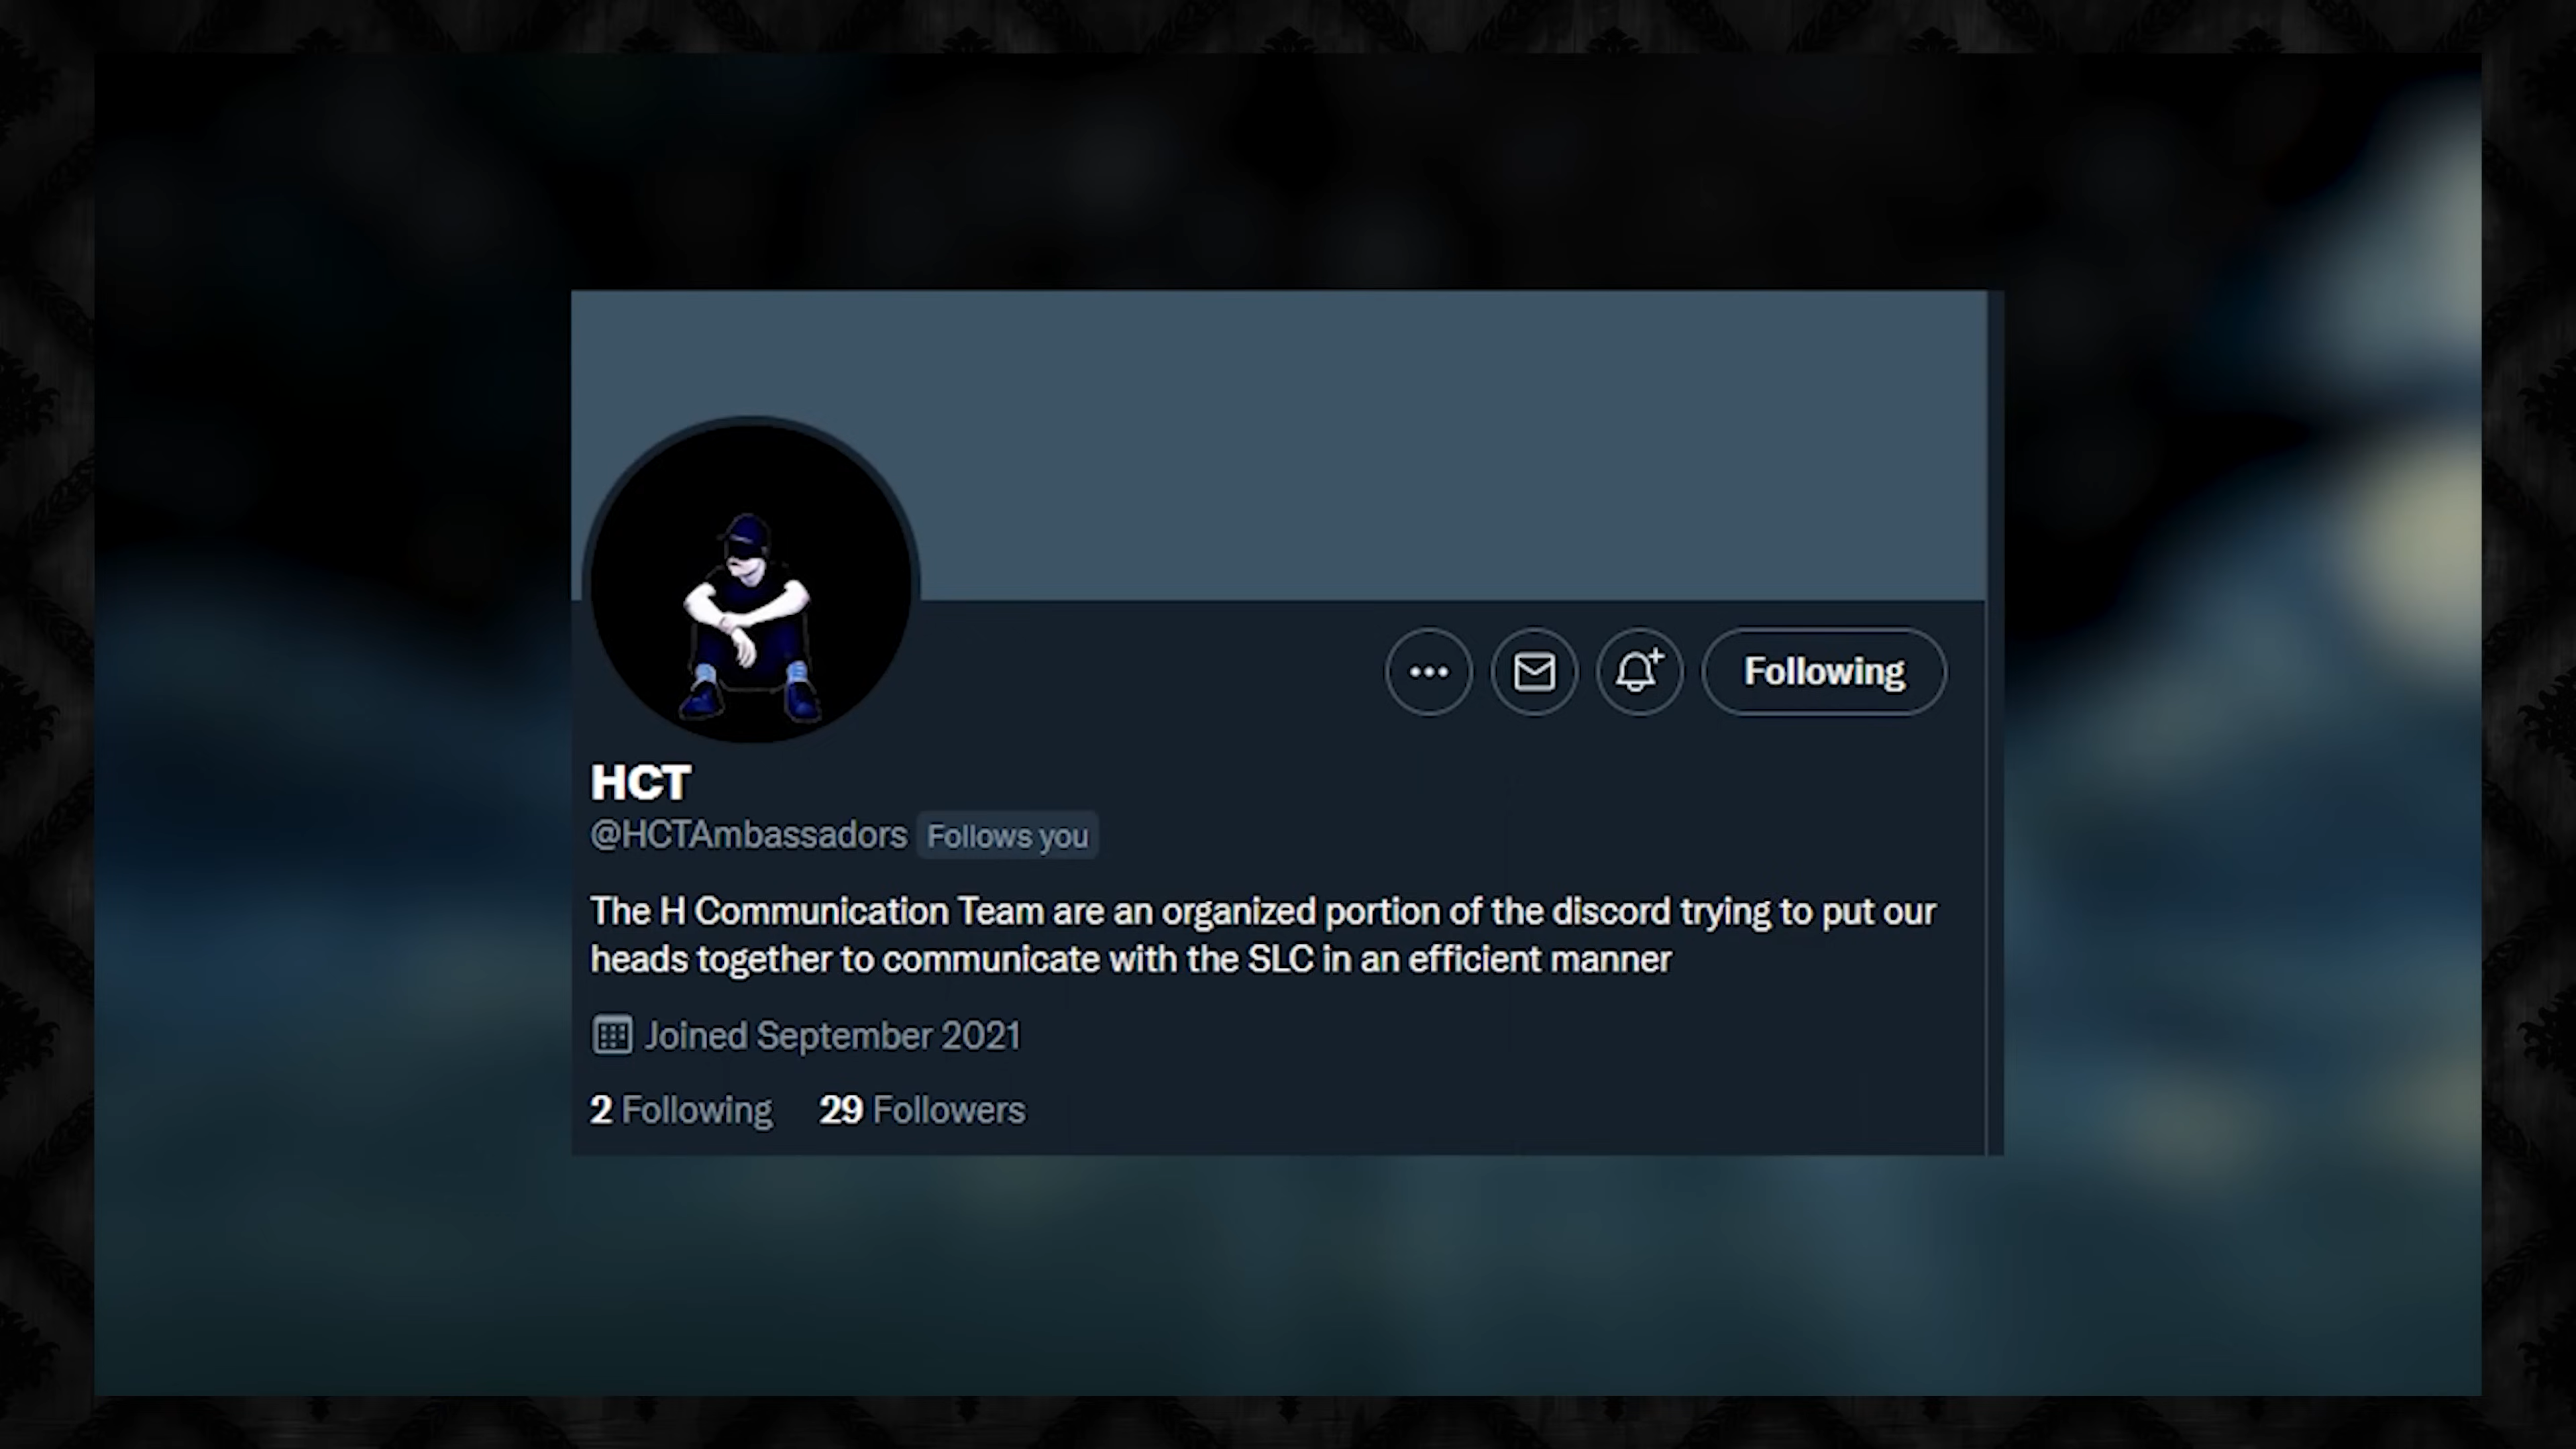 Following
HCT
@HCTAmbassadors Follows you
The H Communication Team are an organized portion of the discord trying to put our
heads together to communicate with the SLC in an efficient manner
Joined September 2021
2 Following 29 Followers